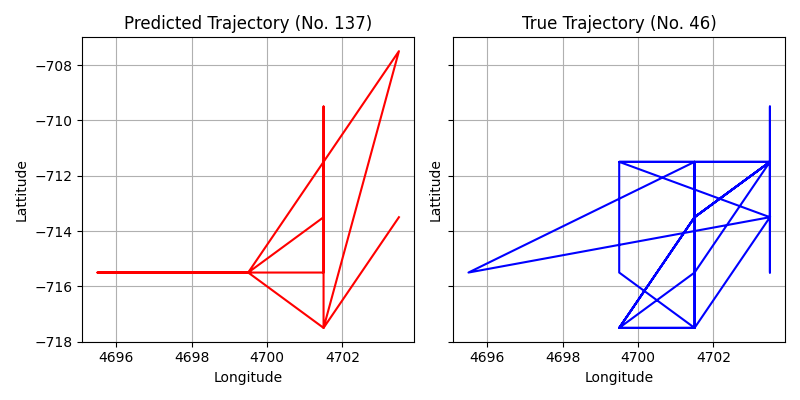 Predicted Trajectory (No. 137)
True Trajectory (No. 46)
Lattitude
−708
−710
−712
−714
−716
−718
4696
4698
4700
4702
Longitude
Lattitude
4696
4698
4700
4702
Longitude